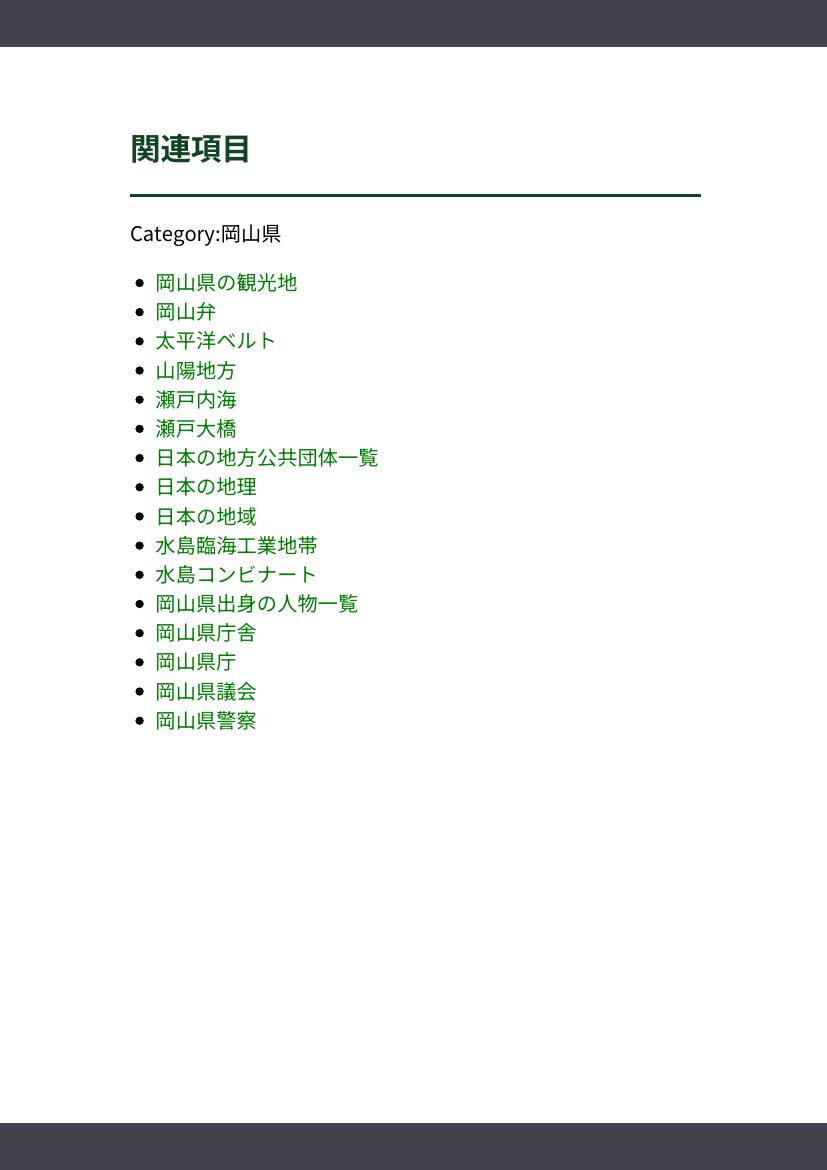 関連項目
Category:岡山県
岡山県の観光地
岡山弁
太平洋ベルト
山陽地方
瀬戸内海
瀬戸大橋
日本の地方公共団体一覧
日本の地理
日本の地域
水島臨海工業地帯
水島コンビナート
岡山県出身の人物一覧
岡山県庁舎
岡山県庁
岡山県議会
岡山県警察